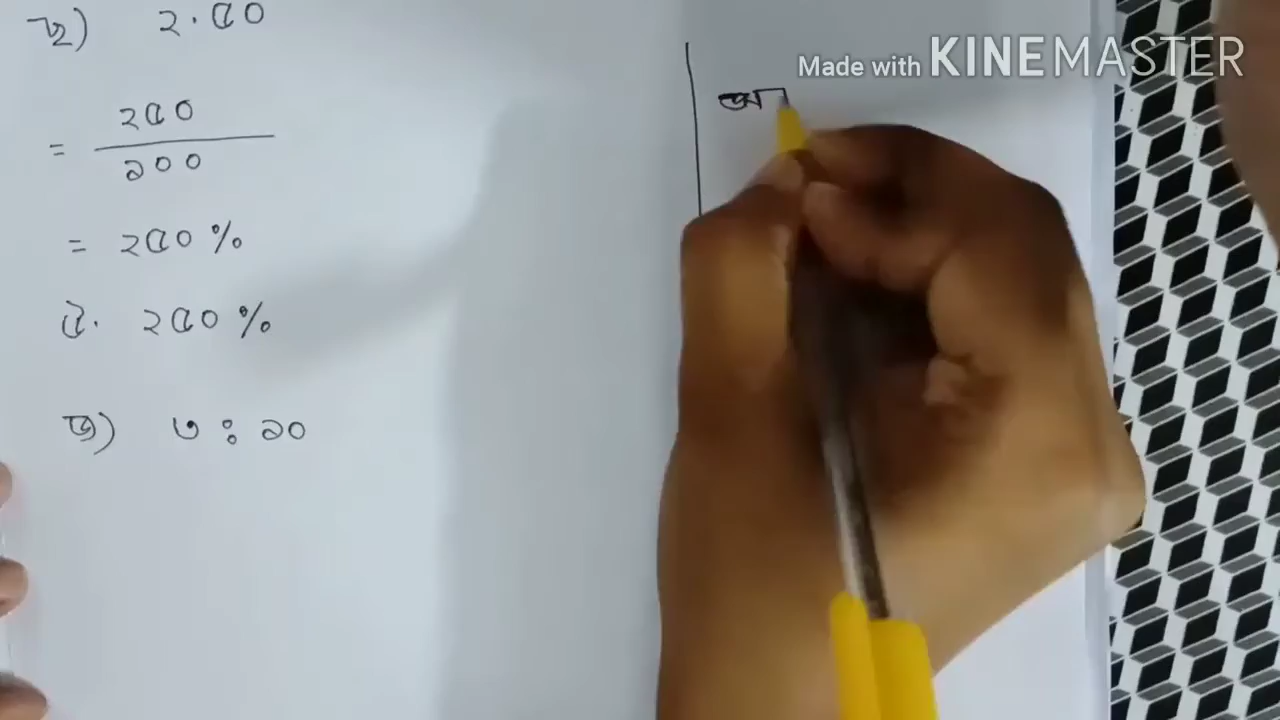 চ) ২.৫০
= ২৫০
১০০
= ২৫০ %
উ. ২৫০ %
ছ) ৩ : ১০
Made with KINEMASTER